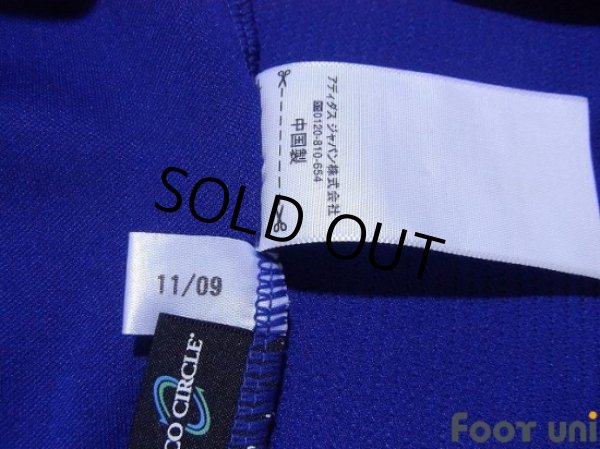 アディダス ジャパン株式会社
0120-810-654
中国製
SOLD OUT
11/09
CO CIRCLE®
FOOT uni